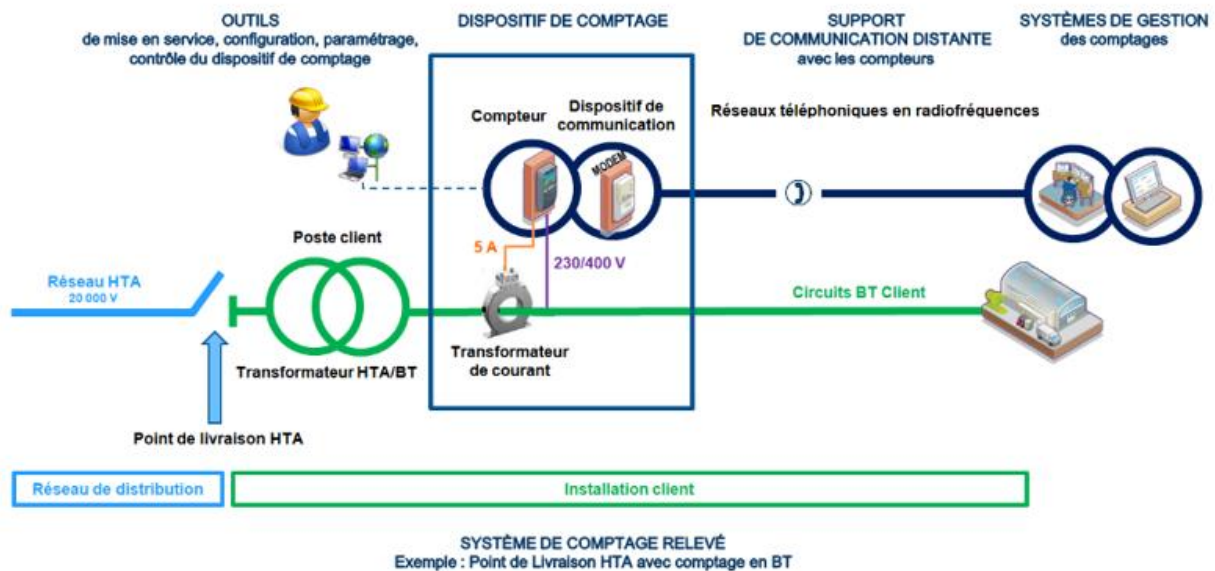 OUTILS
de mise en service, configuration, paramétrage,
contrôle du dispositif de comptage
DISPOSITIF DE COMPTAGE
SUPPORT
DE COMMUNICATION DISTANTE
avec les compteurs
SYSTÈMES DE GESTION
des comptages
Compteur
Dispositif de
communication
Réseaux téléphoniques en radiofréquences
MODEM
Poste client
5 A
230/400 V
Réseau HTA
20 000 V
Circuits BT Client
Transformateur HTA/BT
Transformateur
de courant
Point de livraison HTA
Réseau de distribution
Installation client
SYSTÈME DE COMPTAGE RELEVÉ
Exemple : Point de Livraison HTA avec comptage en BT